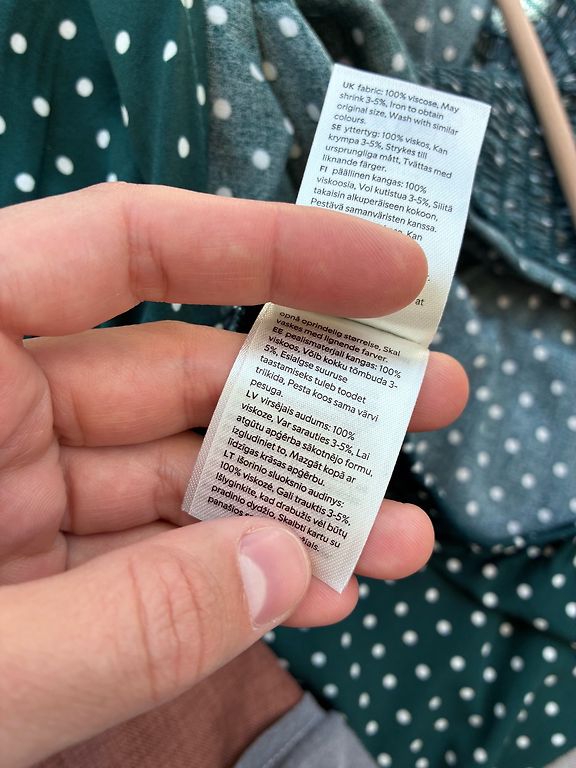 UK fabric: 100% viscose, May
shrink 3-5%, Iron to obtain
original size, Wash with similar
colours.
SE yttertyg: 100% viskos, Kan
krympa 3-5%, Strykes till
ursprungliga mått, Tvättas med
liknande färger.
FI päällinen kangas: 100%
viskoosia, Voi kutistua 3-5%, Silitä
takaisin alkuperäiseen kokoon,
Pestävä samanväristen kanssa.
Kan
at
opnå oprindelig størrelse, Skal
vaskes med lignende farver.
EE pealismaterjali kangas: 100%
viskoos, Võib kokku tõmbuda 3-
5%, Esialgse suuruse
taastamiseks tuleb toodet
triikida, Pesta koos sama värvi
pesuga.
LV virsējais audums: 100%
viskoze, Var sarauties 3-5%, Lai
atgūtu apģērba sākotnējo formu,
izgludiniet to, Mazgāt kopā ar
līdzīgas krāsas apģērbu.
LT Išorinio sluoksnio audinys:
100% viskozė. Gali trauktis 3-5%,
Išlyginkite, kad drabužis vėl būtų
pradinio dydžio, Skalbti kartu su
panašios